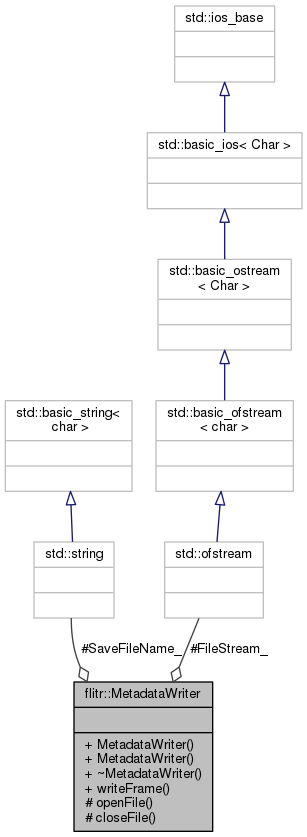 std::ios_base
std::basic_ios< Char >
std::basic_ostream
< Char >
std::basic_string<
char >
std::basic_ofstream
< char >
std::string
std::ofstream
#SaveFileName_
#FileStream_
flitr::MetadataWriter
+ MetadataWriter()
+ MetadataWriter()
+ ~MetadataWriter()
+ writeFrame()
# openFile()
# closeFile()